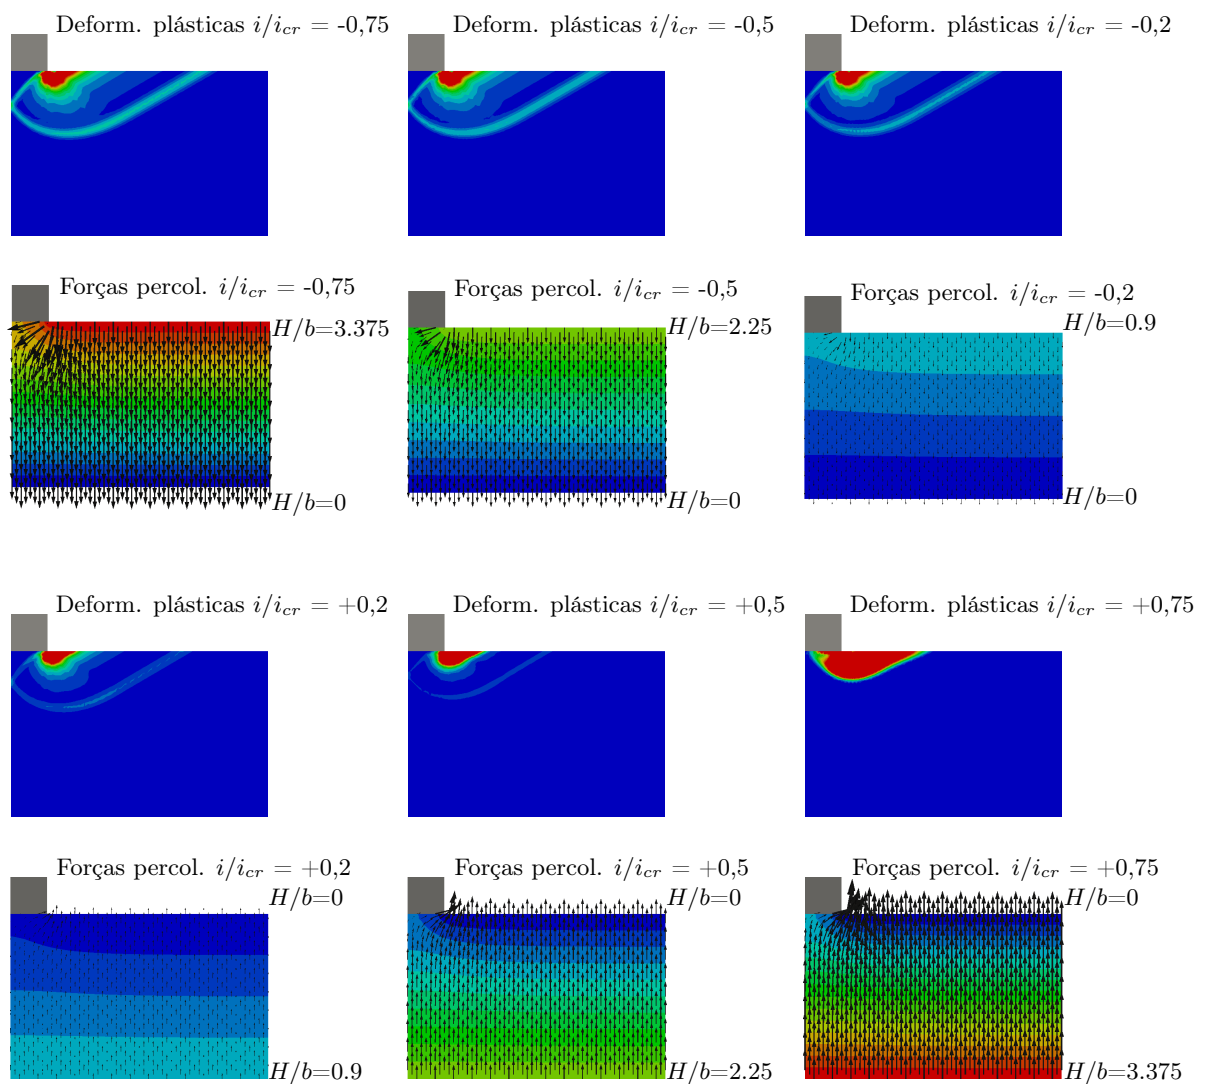 Deform. plásticas i/i_cr = -0,75
Deform. plásticas i/i_cr = -0,5
Deform. plásticas i/i_cr = -0,2
Forças percol. i/i_cr = -0,75
H/b=3.375
H/b=0
Forças percol. i/i_cr = -0,5
H/b=2.25
H/b=0
Forças percol. i/i_cr = -0,2
H/b=0.9
H/b=0
Deform. plásticas i/i_cr = +0,2
Deform. plásticas i/i_cr = +0,5
Deform. plásticas i/i_cr = +0,75
Forças percol. i/i_cr = +0,2
H/b=0
H/b=0.9
Forças percol. i/i_cr = +0,5
H/b=0
H/b=2.25
Forças percol. i/i_cr = +0,75
H/b=0
H/b=3.375